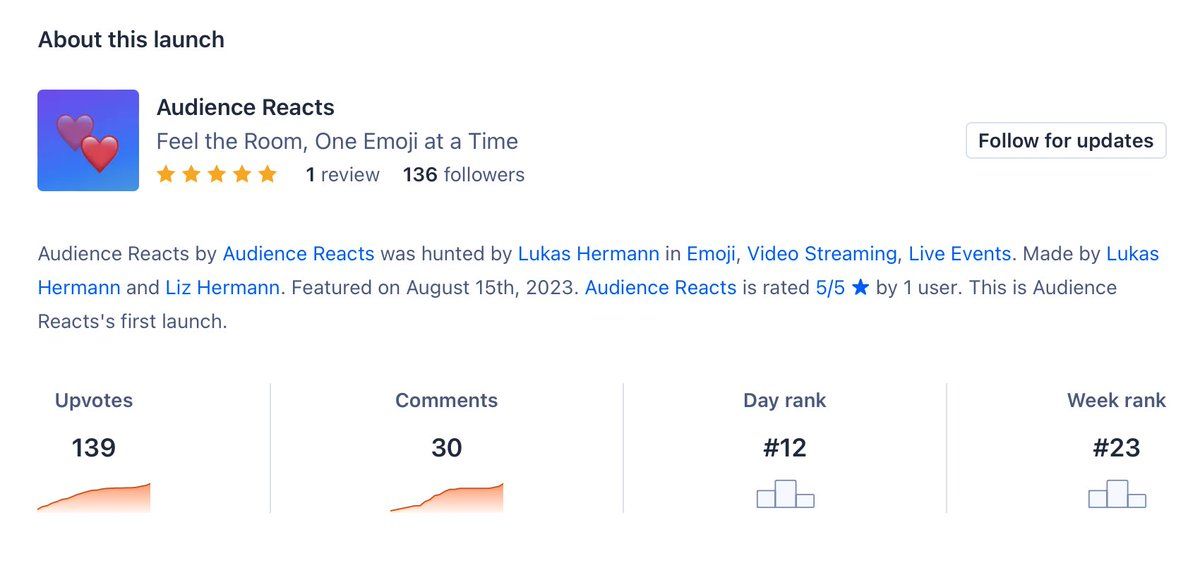 About this launch
Audience Reacts
Feel the Room, One Emoji at a Time
1 review 136 followers
Follow for updates
Audience Reacts by Audience Reacts was hunted by Lukas Hermann in Emoji, Video Streaming, Live Events. Made by Lukas
Hermann and Liz Hermann. Featured on August 15th, 2023. Audience Reacts is rated 5/5 ★ by 1 user. This is Audience
Reacts's first launch.
Upvotes Comments Day rank Week rank
139 30 #12 #23